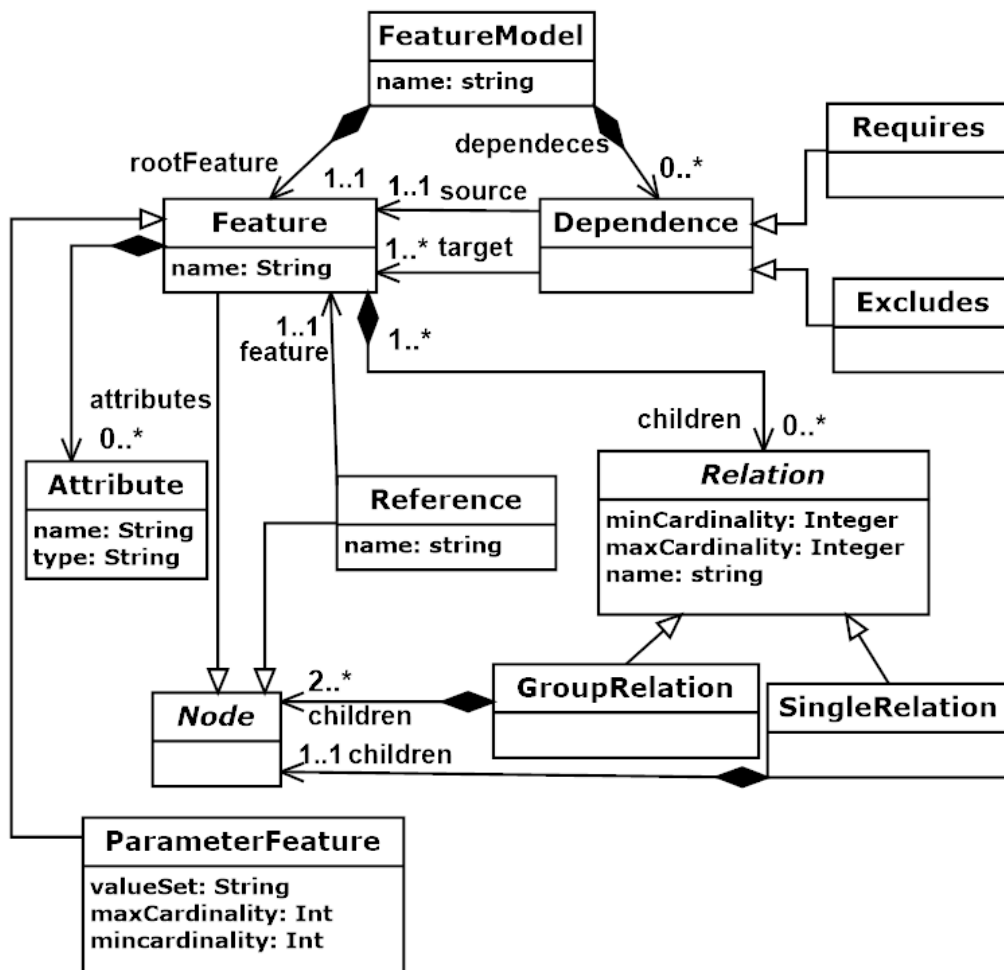 FeatureModel
name: string
rootFeature
1..1
dependeces
0..*
Requires
Feature
name: String
1..1 source
1..* target
Dependence
Excludes
1..1
feature
1..*
attributes
0..*
children
0..*
Attribute
name: String
type: String
Reference
name: string
Relation
minCardinality: Integer
maxCardinality: Integer
name: string
Node
2..*
children
1..1 children
GroupRelation
SingleRelation
ParameterFeature
valueSet: String
maxCardinality: Int
mincardinality: Int